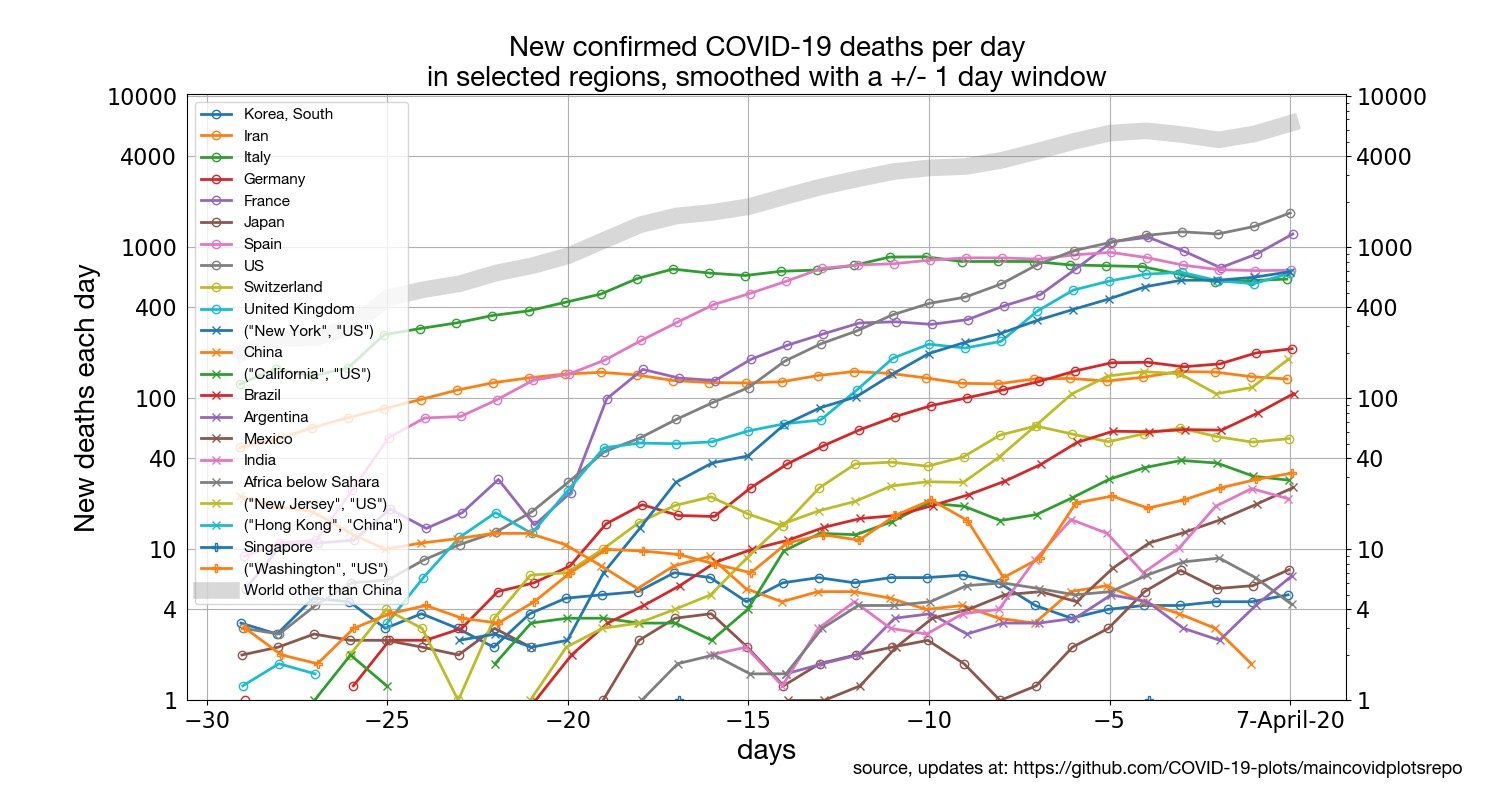 New confirmed COVID-19 deaths per day
in selected regions, smoothed with a +/- 1 day window
New deaths each day
10000
4000
1000
400
100
40
10
4
1
Korea, South
Iran
Italy
Germany
France
Japan
Spain
US
Switzerland
United Kingdom
("New York", "US")
China
("California", "US")
Brazil
Argentina
Mexico
India
Africa below Sahara
("New Jersey", "US")
("Hong Kong", "China")
Singapore
("Washington", "US")
World other than China
10000
4000
1000
400
100
40
10
4
1
−30 −25 −20 −15 −10 −5 7-April-20
days
source, updates at: https://github.com/COVID-19-plots/maincovidplotsrepo